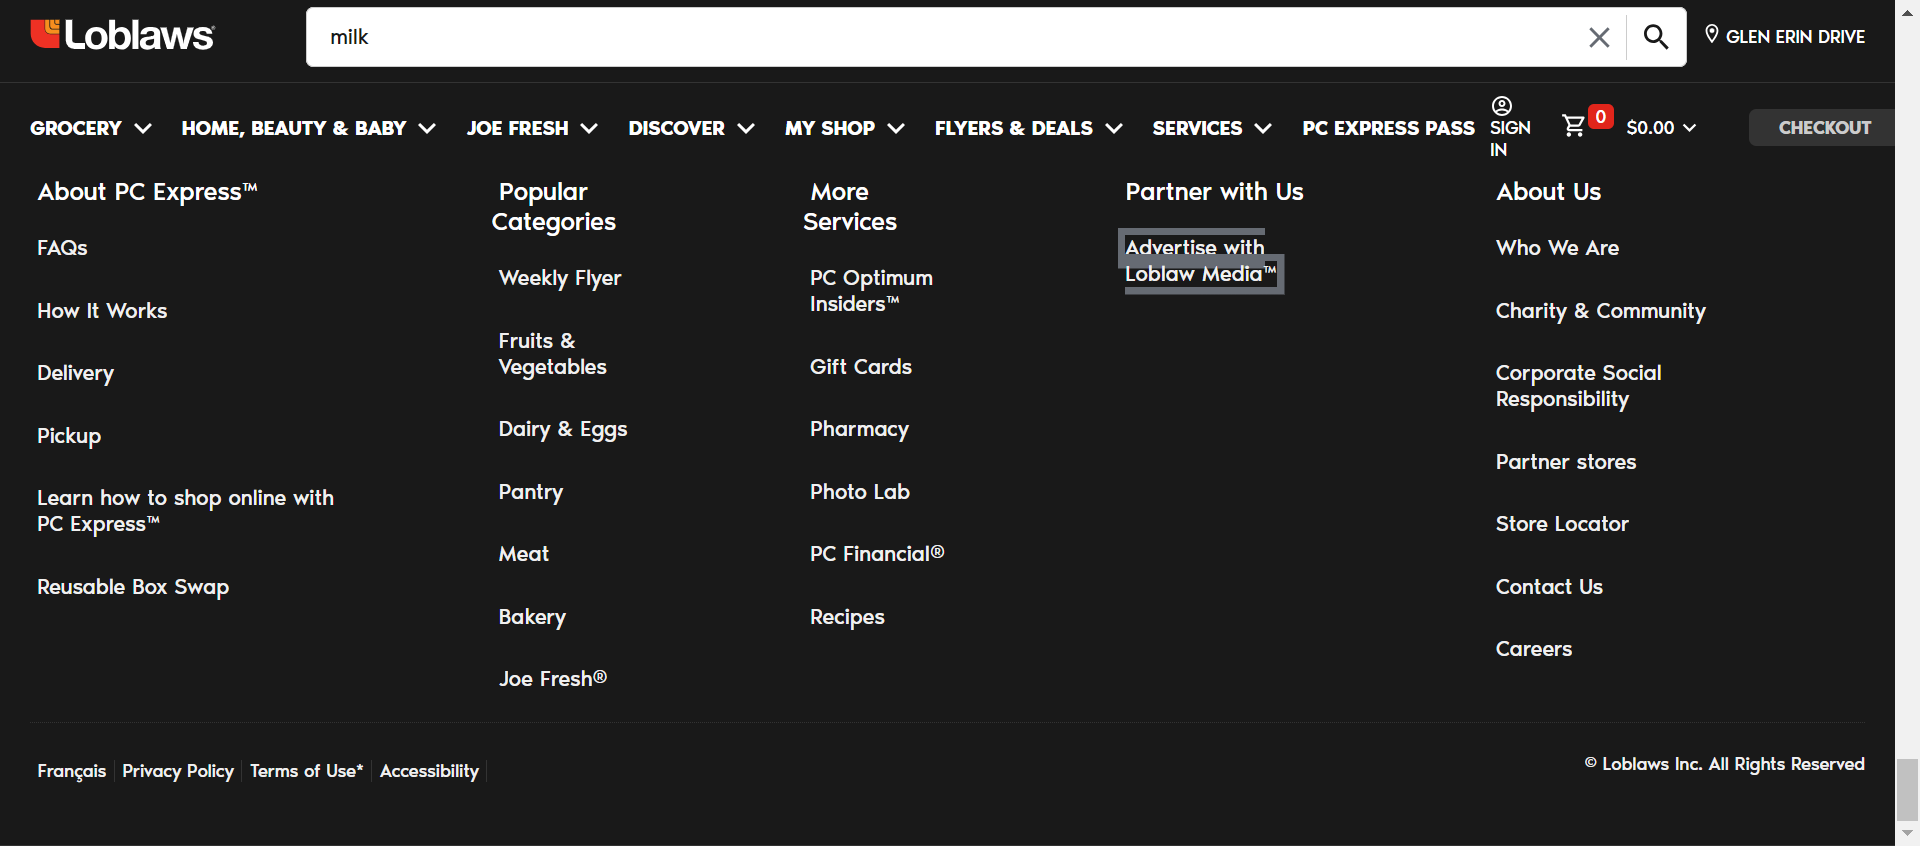 Loblaws
milk
GLEN ERIN DRIVE
GROCERY
HOME, BEAUTY & BABY
JOE FRESH
DISCOVER
MY SHOP
FLYERS & DEALS
SERVICES
PC EXPRESS PASS
SIGN
IN
0
$0.00
CHECKOUT
About PC Express™
FAQs
How It Works
Delivery
Pickup
Learn how to shop online with
PC Express™
Reusable Box Swap
Popular
Categories
Weekly Flyer
Fruits &
Vegetables
Dairy & Eggs
Pantry
Meat
Bakery
Joe Fresh®
More
Services
PC Optimum
Insiders™
Gift Cards
Pharmacy
Photo Lab
PC Financial®
Recipes
Partner with Us
Advertise with
Loblaw Media™
About Us
Who We Are
Charity & Community
Corporate Social
Responsibility
Partner stores
Store Locator
Contact Us
Careers
Français
Privacy Policy
Terms of Use*
Accessibility
© Loblaws Inc. All Rights Reserved